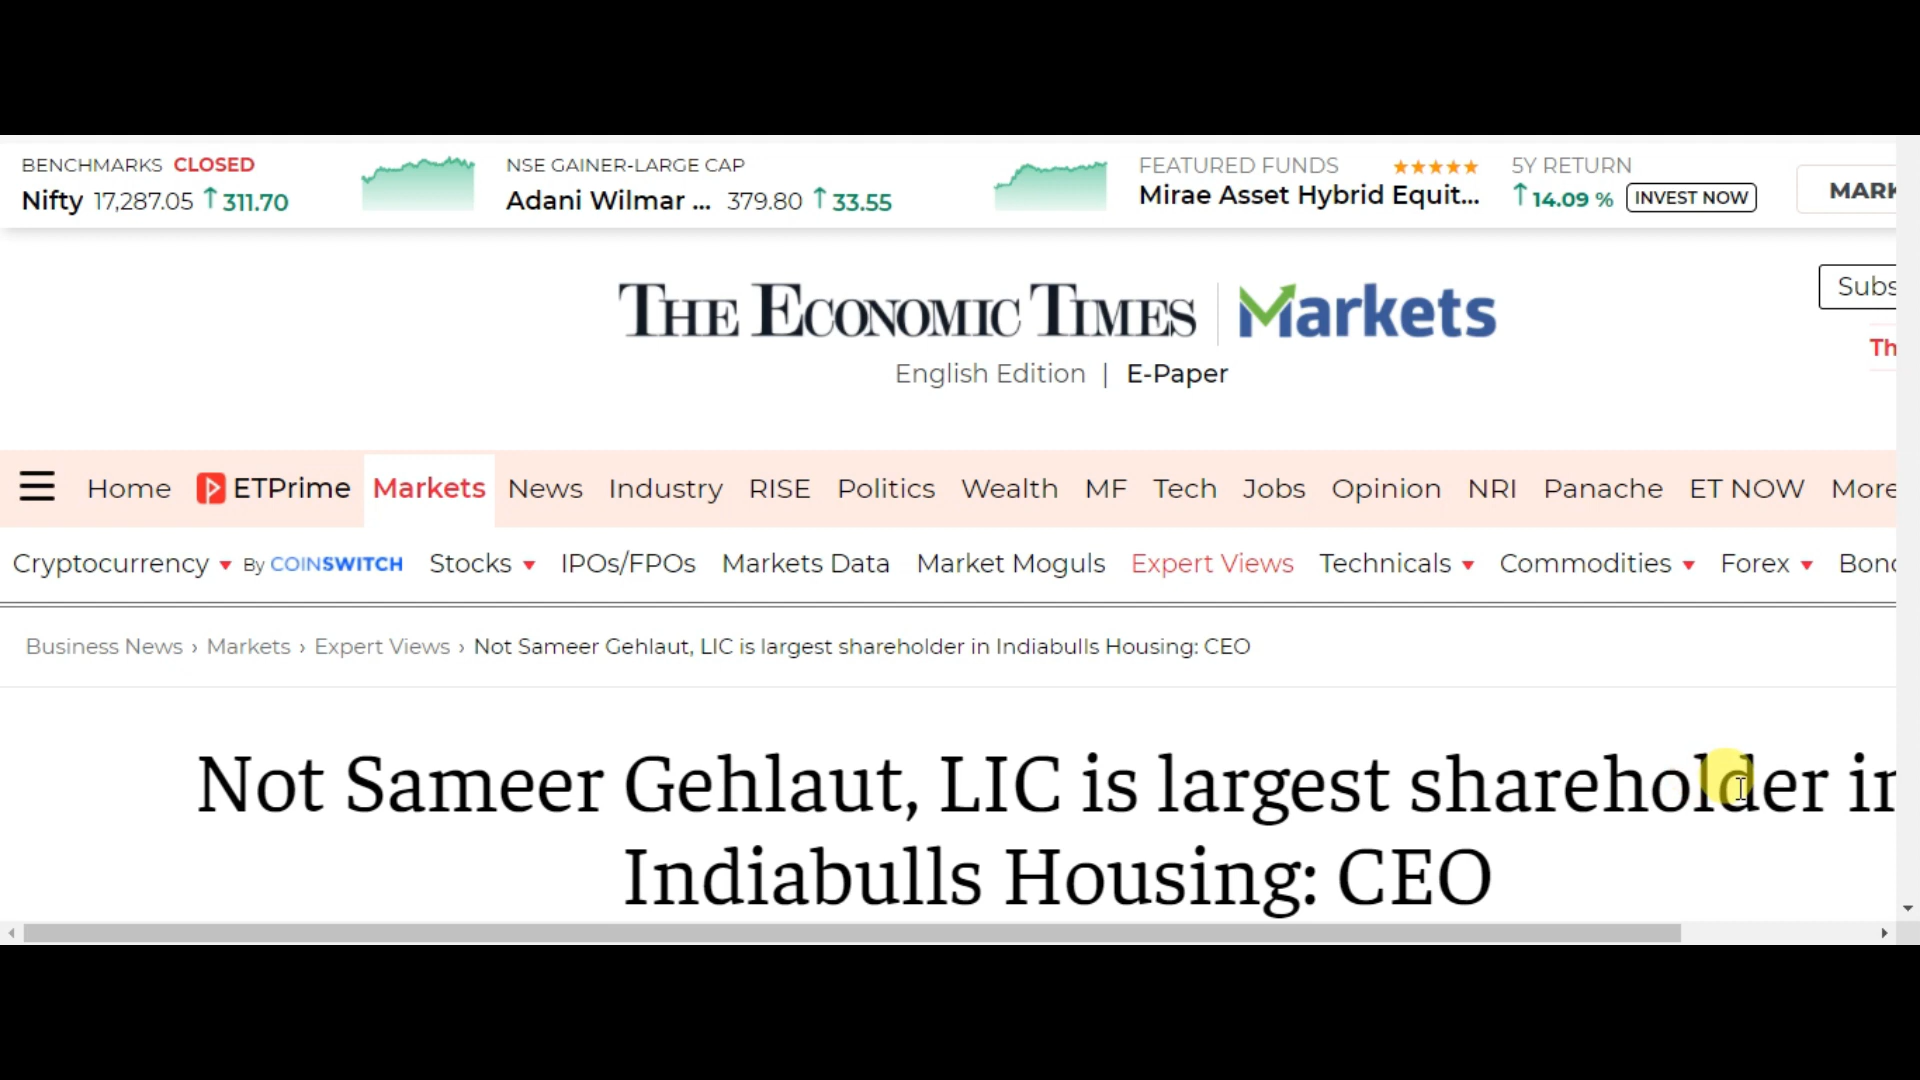 BENCHMARKS CLOSED
Nifty 17,287.05 ↑ 311.70
NSE GAINER-LARGE CAP
Adani Wilmar ... 379.80 ↑ 33.55
FEATURED FUNDS ★★★★★
Mirae Asset Hybrid Equit...
5Y RETURN
↑ 14.09 % INVEST NOW
MARK
THE ECONOMIC TIMES | Markets
Subs
English Edition | E-Paper
Th
Home ETPrime Markets News Industry RISE Politics Wealth MF Tech Jobs Opinion NRI Panache ET NOW More
Cryptocurrency ▾ By COINSWITCH Stocks ▾ IPOs/FPOs Markets Data Market Moguls Expert Views Technicals ▾ Commodities ▾ Forex ▾ Bond
Business News › Markets › Expert Views › Not Sameer Gehlaut, LIC is largest shareholder in Indiabulls Housing: CEO
Not Sameer Gehlaut, LIC is largest shareholder in
Indiabulls Housing: CEO